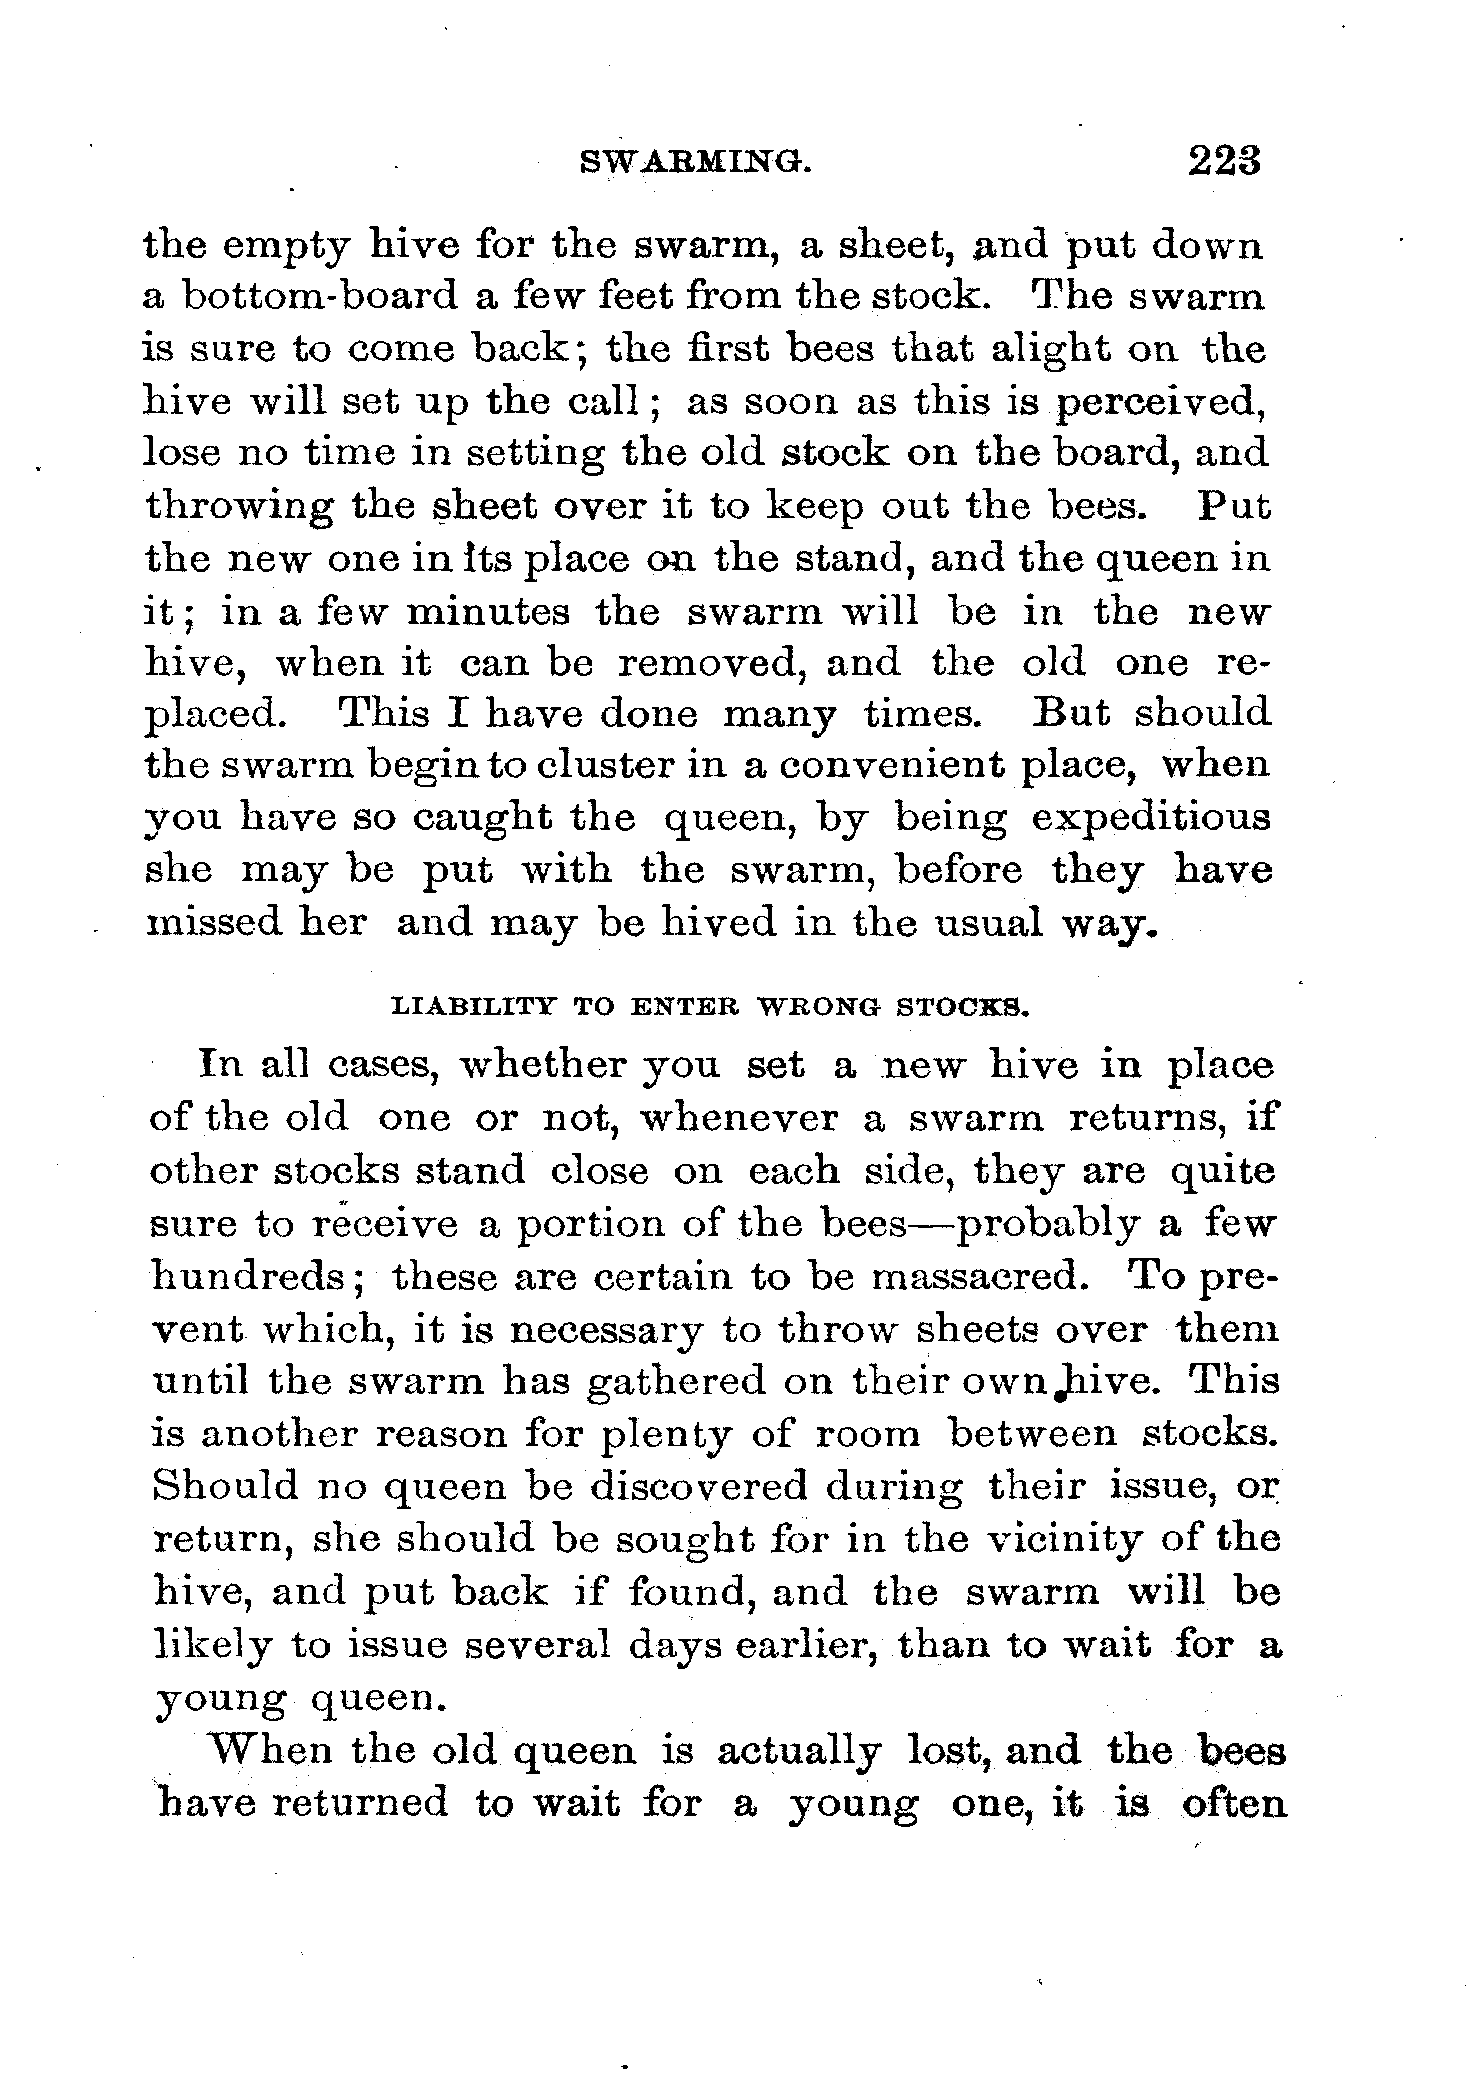 SWARMING. 223
the empty hive for the swarm, a sheet, and put down
a bottom-board a few feet from the stock. The swarm
is sure to come back; the first bees that alight on the
hive will set up the call; as soon as this is perceived,
lose no time in setting the old stock on the board, and
throwing the sheet over it to keep out the bees. Put
the new one in its place on the stand, and the queen in
it; in a few minutes the swarm will be in the new
hive, when it can be removed, and the old one re-
placed. This I have done many times. But should
the swarm begin to cluster in a convenient place, when
you have so caught the queen, by being expeditious
she may be put with the swarm, before they have
missed her and may be hived in the usual way.
LIABILITY TO ENTER WRONG STOCKS.
In all cases, whether you set a new hive in place
of the old one or not, whenever a swarm returns, if
other stocks stand close on each side, they are quite
sure to receive a portion of the bees—probably a few
hundreds; these are certain to be massacred. To pre-
vent which, it is necessary to throw sheets over them
until the swarm has gathered on their own hive. This
is another reason for plenty of room between stocks.
Should no queen be discovered during their issue, or
return, she should be sought for in the vicinity of the
hive, and put back if found, and the swarm will be
likely to issue several days earlier, than to wait for a
young queen.
When the old queen is actually lost, and the bees
have returned to wait for a young one, it is often